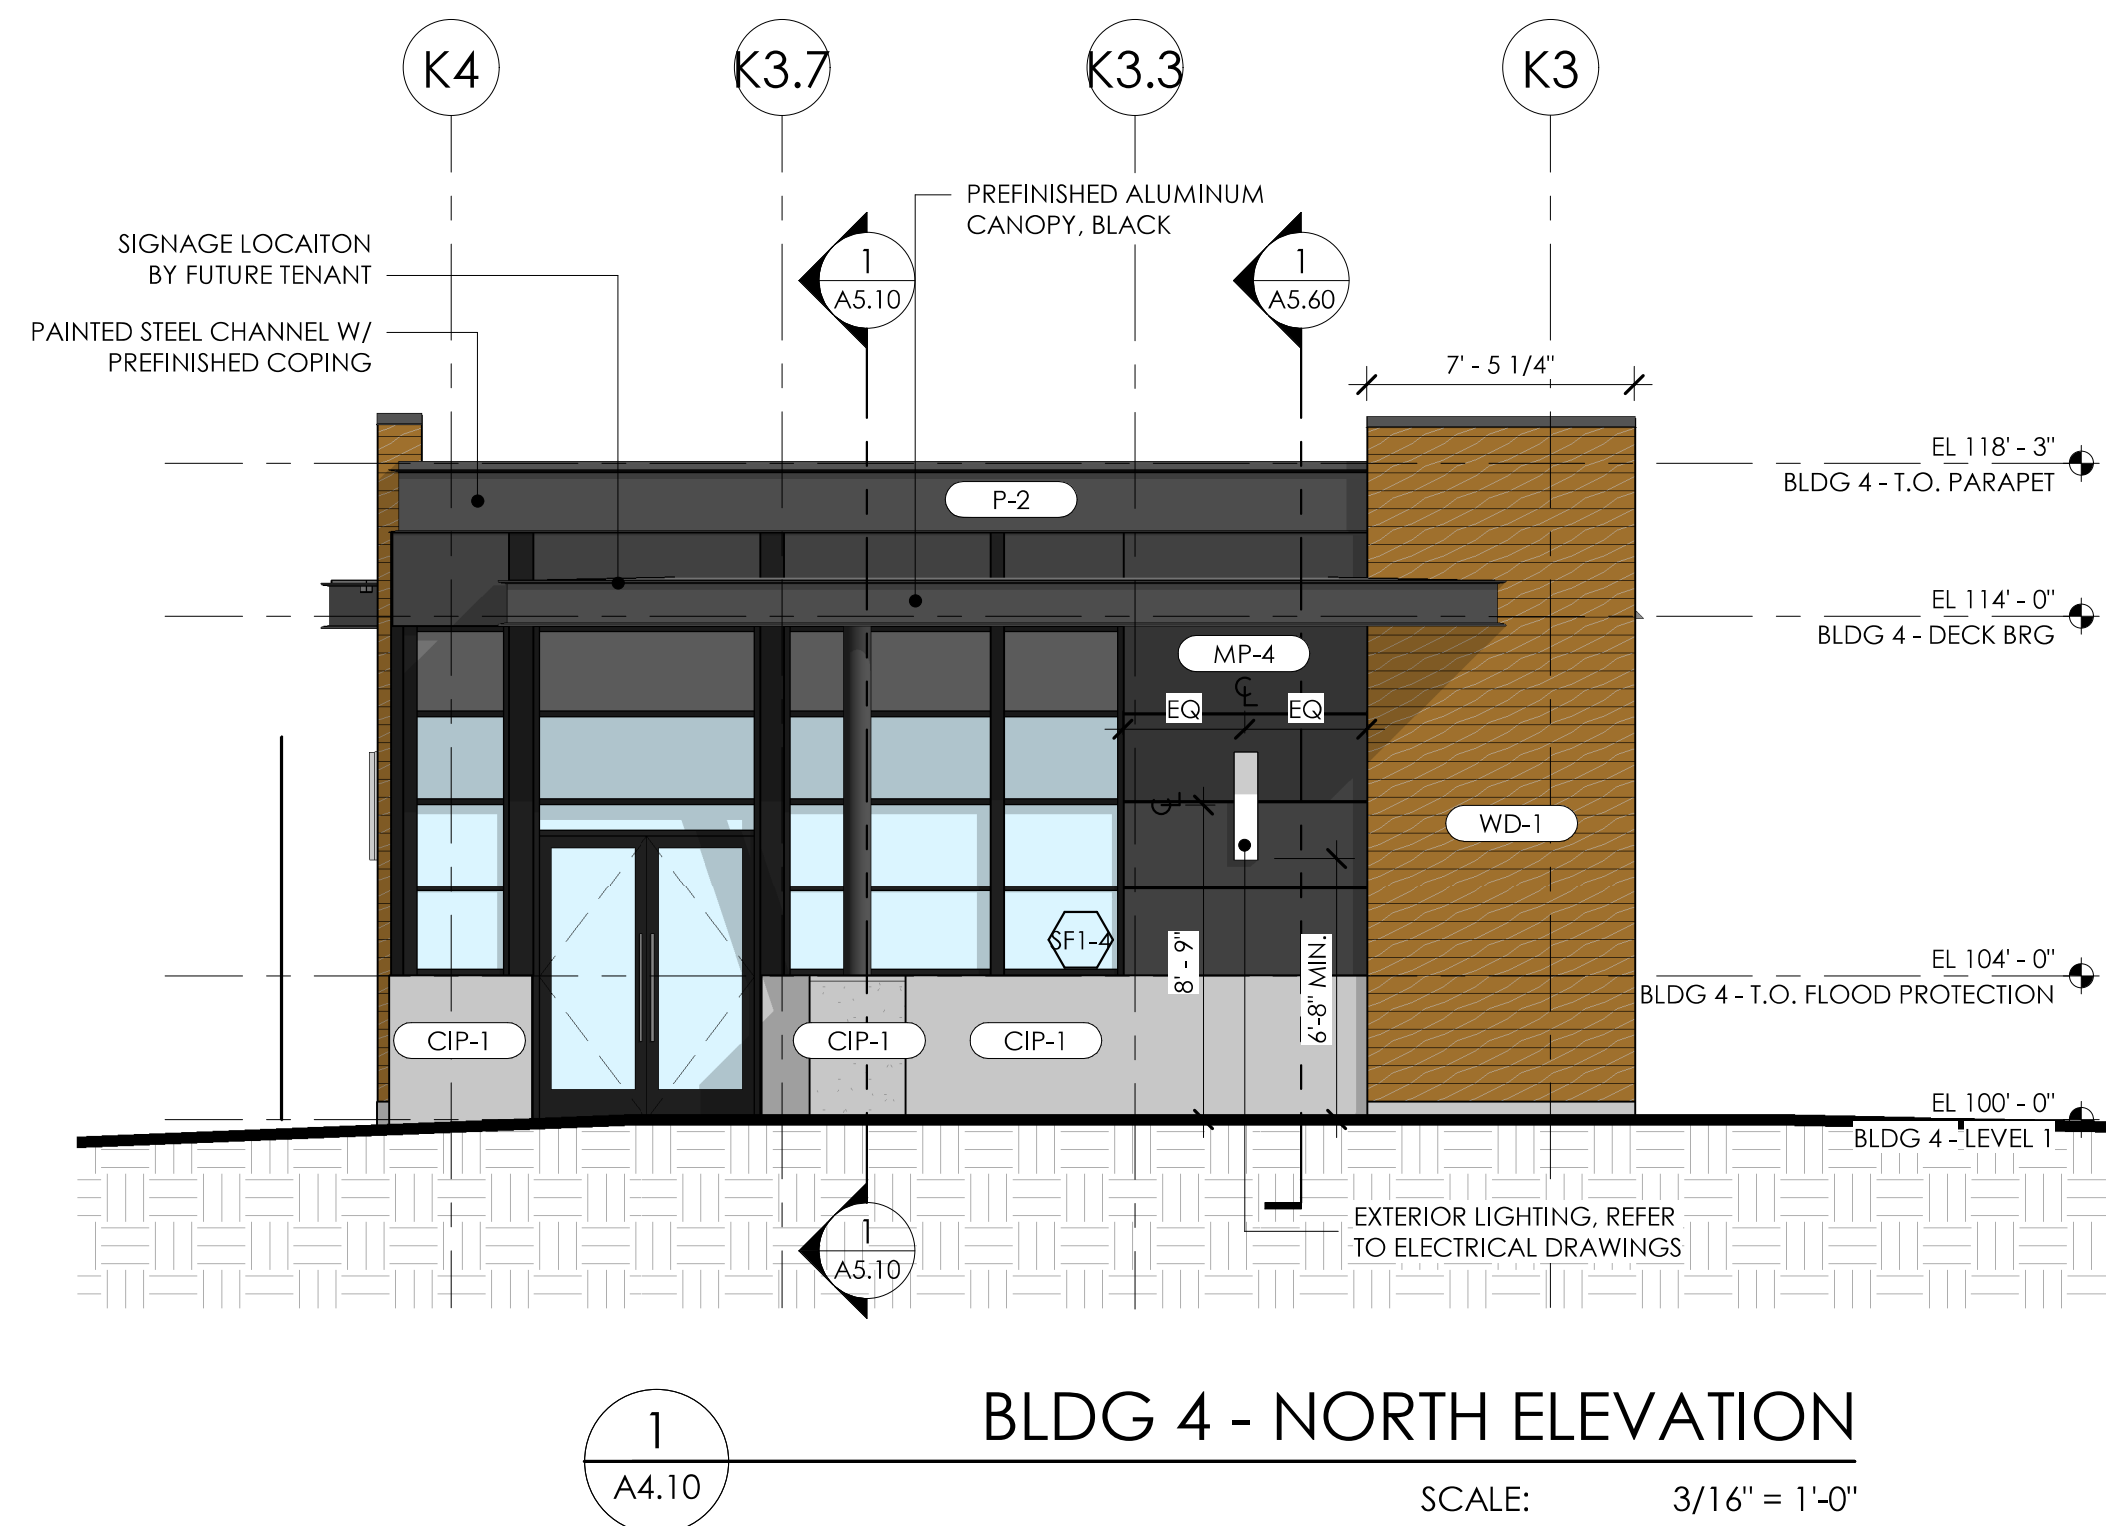 K4
K3.7
K3.3
K3
PREFINISHED ALUMINUM
CANOPY, BLACK
SIGNAGE LOCAITON
BY FUTURE TENANT
PAINTED STEEL CHANNEL W/
PREFINISHED COPING
1
A5.10
1
A5.60
7' - 5 1/4"
EL 118' - 3"
BLDG 4 - T.O. PARAPET
P-2
EL 114' - 0"
BLDG 4 - DECK BRG
MP-4
CL
EQ
EQ
CL
WD-1
SF1-4
8' - 9"
6'-8" MIN.
EL 104' - 0"
BLDG 4 - T.O. FLOOD PROTECTION
CIP-1
CIP-1
CIP-1
EL 100' - 0"
BLDG 4 - LEVEL 1
1
A5.10
EXTERIOR LIGHTING, REFER
TO ELECTRICAL DRAWINGS
1
A4.10
BLDG 4 - NORTH ELEVATION
SCALE: 3/16" = 1'-0"